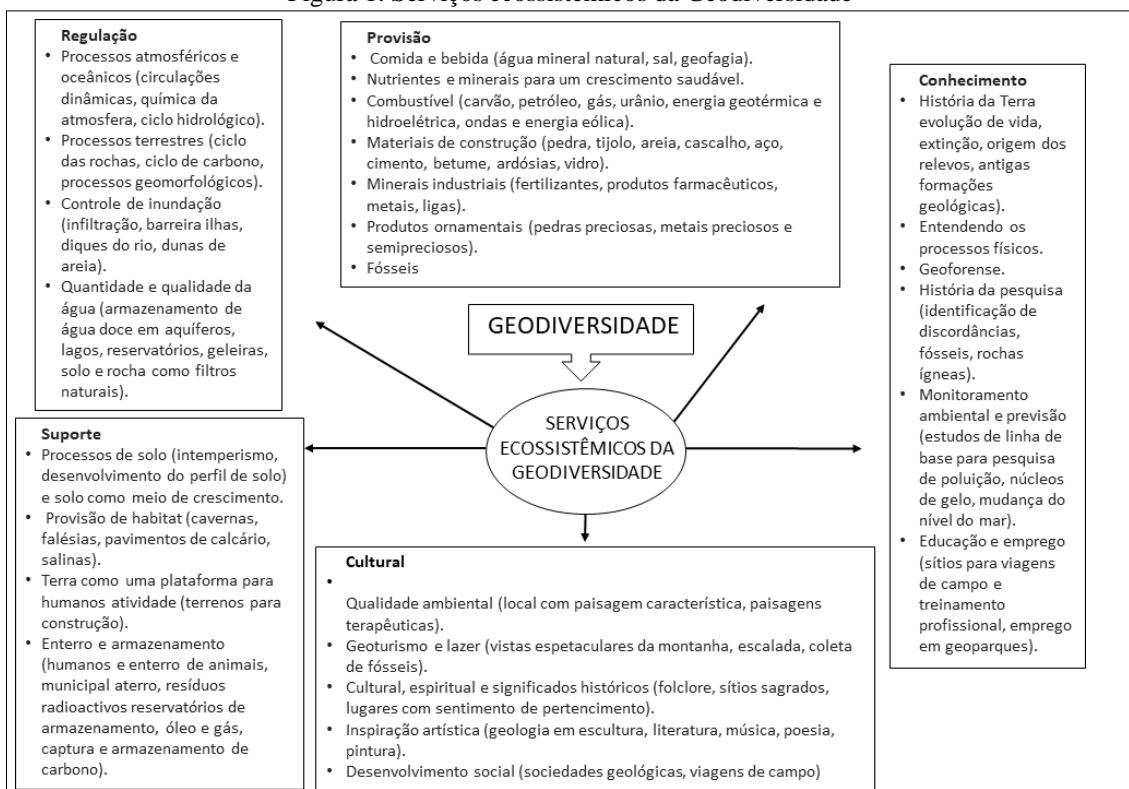 Figura 1: Serviços ecossistêmicos da Geodiversidade
Regulação
• Processos atmosféricos e
oceânicos (circulações
dinâmicas, química da
atmosfera, ciclo hidrológico).
• Processos terrestres (ciclo
das rochas, ciclo de carbono,
processos geomorfológicos).
• Controle de inundação
(infiltração, barreira ilhas,
diques do rio, dunas de
areia).
• Quantidade e qualidade da
água (armazenamento de
água doce em aquíferos,
lagos, reservatórios, geleiras,
solo e rocha como filtros
naturais).
Provisão
• Comida e bebida (água mineral natural, sal, geofagia).
• Nutrientes e minerais para um crescimento saudável.
• Combustível (carvão, petróleo, gás, urânio, energia geotérmica e
hidroelétrica, ondas e energia eólica).
• Materiais de construção (pedra, tijolo, areia, cascalho, aço,
cimento, betume, ardósias, vidro).
• Minerais industriais (fertilizantes, produtos farmacêuticos,
metais, ligas).
• Produtos ornamentais (pedras preciosas, metais preciosos e
semipreciosos).
• Fósseis
Conhecimento
• História da Terra
evolução de vida,
extinção, origem dos
relevos, antigas
formações
geológicas).
• Entendendo os
processos físicos.
• Geoforense.
• História da pesquisa
(identificação de
discordâncias,
fósseis, rochas
ígneas).
• Monitoramento
ambiental e previsão
(estudos de linha de
base para pesquisa
de poluição, núcleos
de gelo, mudança do
nível do mar).
• Educação e emprego
(sítios para viagens
de campo e
treinamento
profissional, emprego
em geoparques).
GEODIVERSIDADE
SERVIÇOS
ECOSSISTÊMICOS DA
GEODIVERSIDADE
Suporte
• Processos de solo (intemperismo,
desenvolvimento do perfil de solo)
e solo como meio de crescimento.
• Provisão de habitat (cavernas,
falésias, pavimentos de calcário,
salinas).
• Terra como uma plataforma para
humanos atividade (terrenos para
construção).
• Enterro e armazenamento
(humanos e enterro de animais,
municipal aterro, resíduos
radioactivos reservatórios de
armazenamento, óleo e gás,
captura e armazenamento de
carbono).
Cultural
•
Qualidade ambiental (local com paisagem característica, paisagens
terapêuticas).
• Geoturismo e lazer (vistas espetaculares da montanha, escalada, coleta
de fósseis).
• Cultural, espiritual e significados históricos (folclore, sítios sagrados,
lugares com sentimento de pertencimento).
• Inspiração artística (geologia em escultura, literatura, música, poesia,
pintura).
• Desenvolvimento social (sociedades geológicas, viagens de campo)